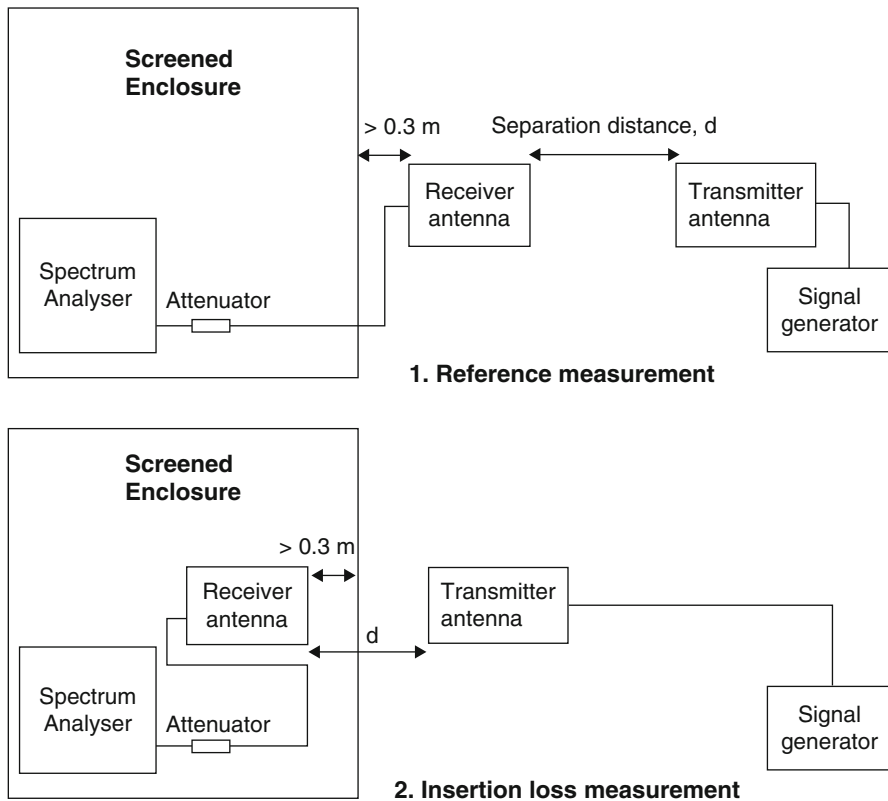 Screened
Enclosure
> 0.3 m
Separation distance, d
Receiver
antenna
Transmitter
antenna
Spectrum
Analyser
Attenuator
Signal
generator
1. Reference measurement
Screened
Enclosure
> 0.3 m
Receiver
antenna
Transmitter
antenna
d
Spectrum
Analyser
Attenuator
Signal
generator
2. Insertion loss measurement